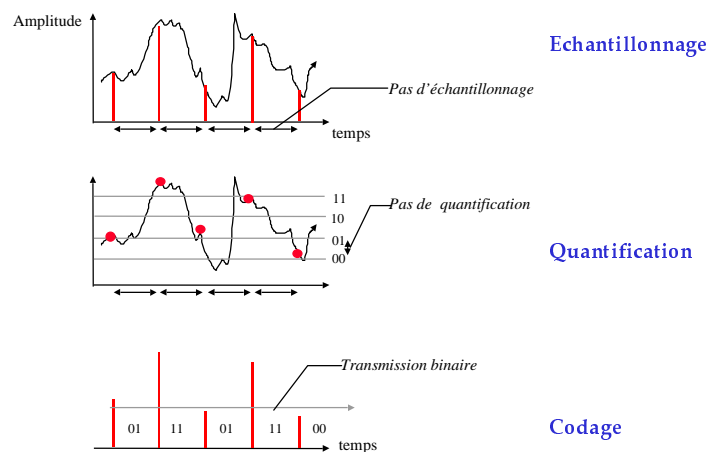 Amplitude
Echantillonnage
Pas d'échantillonnage
temps
11
Pas de quantification
10
01
00
Quantification
Transmission binaire
01 11 01 11 00
Codage
temps